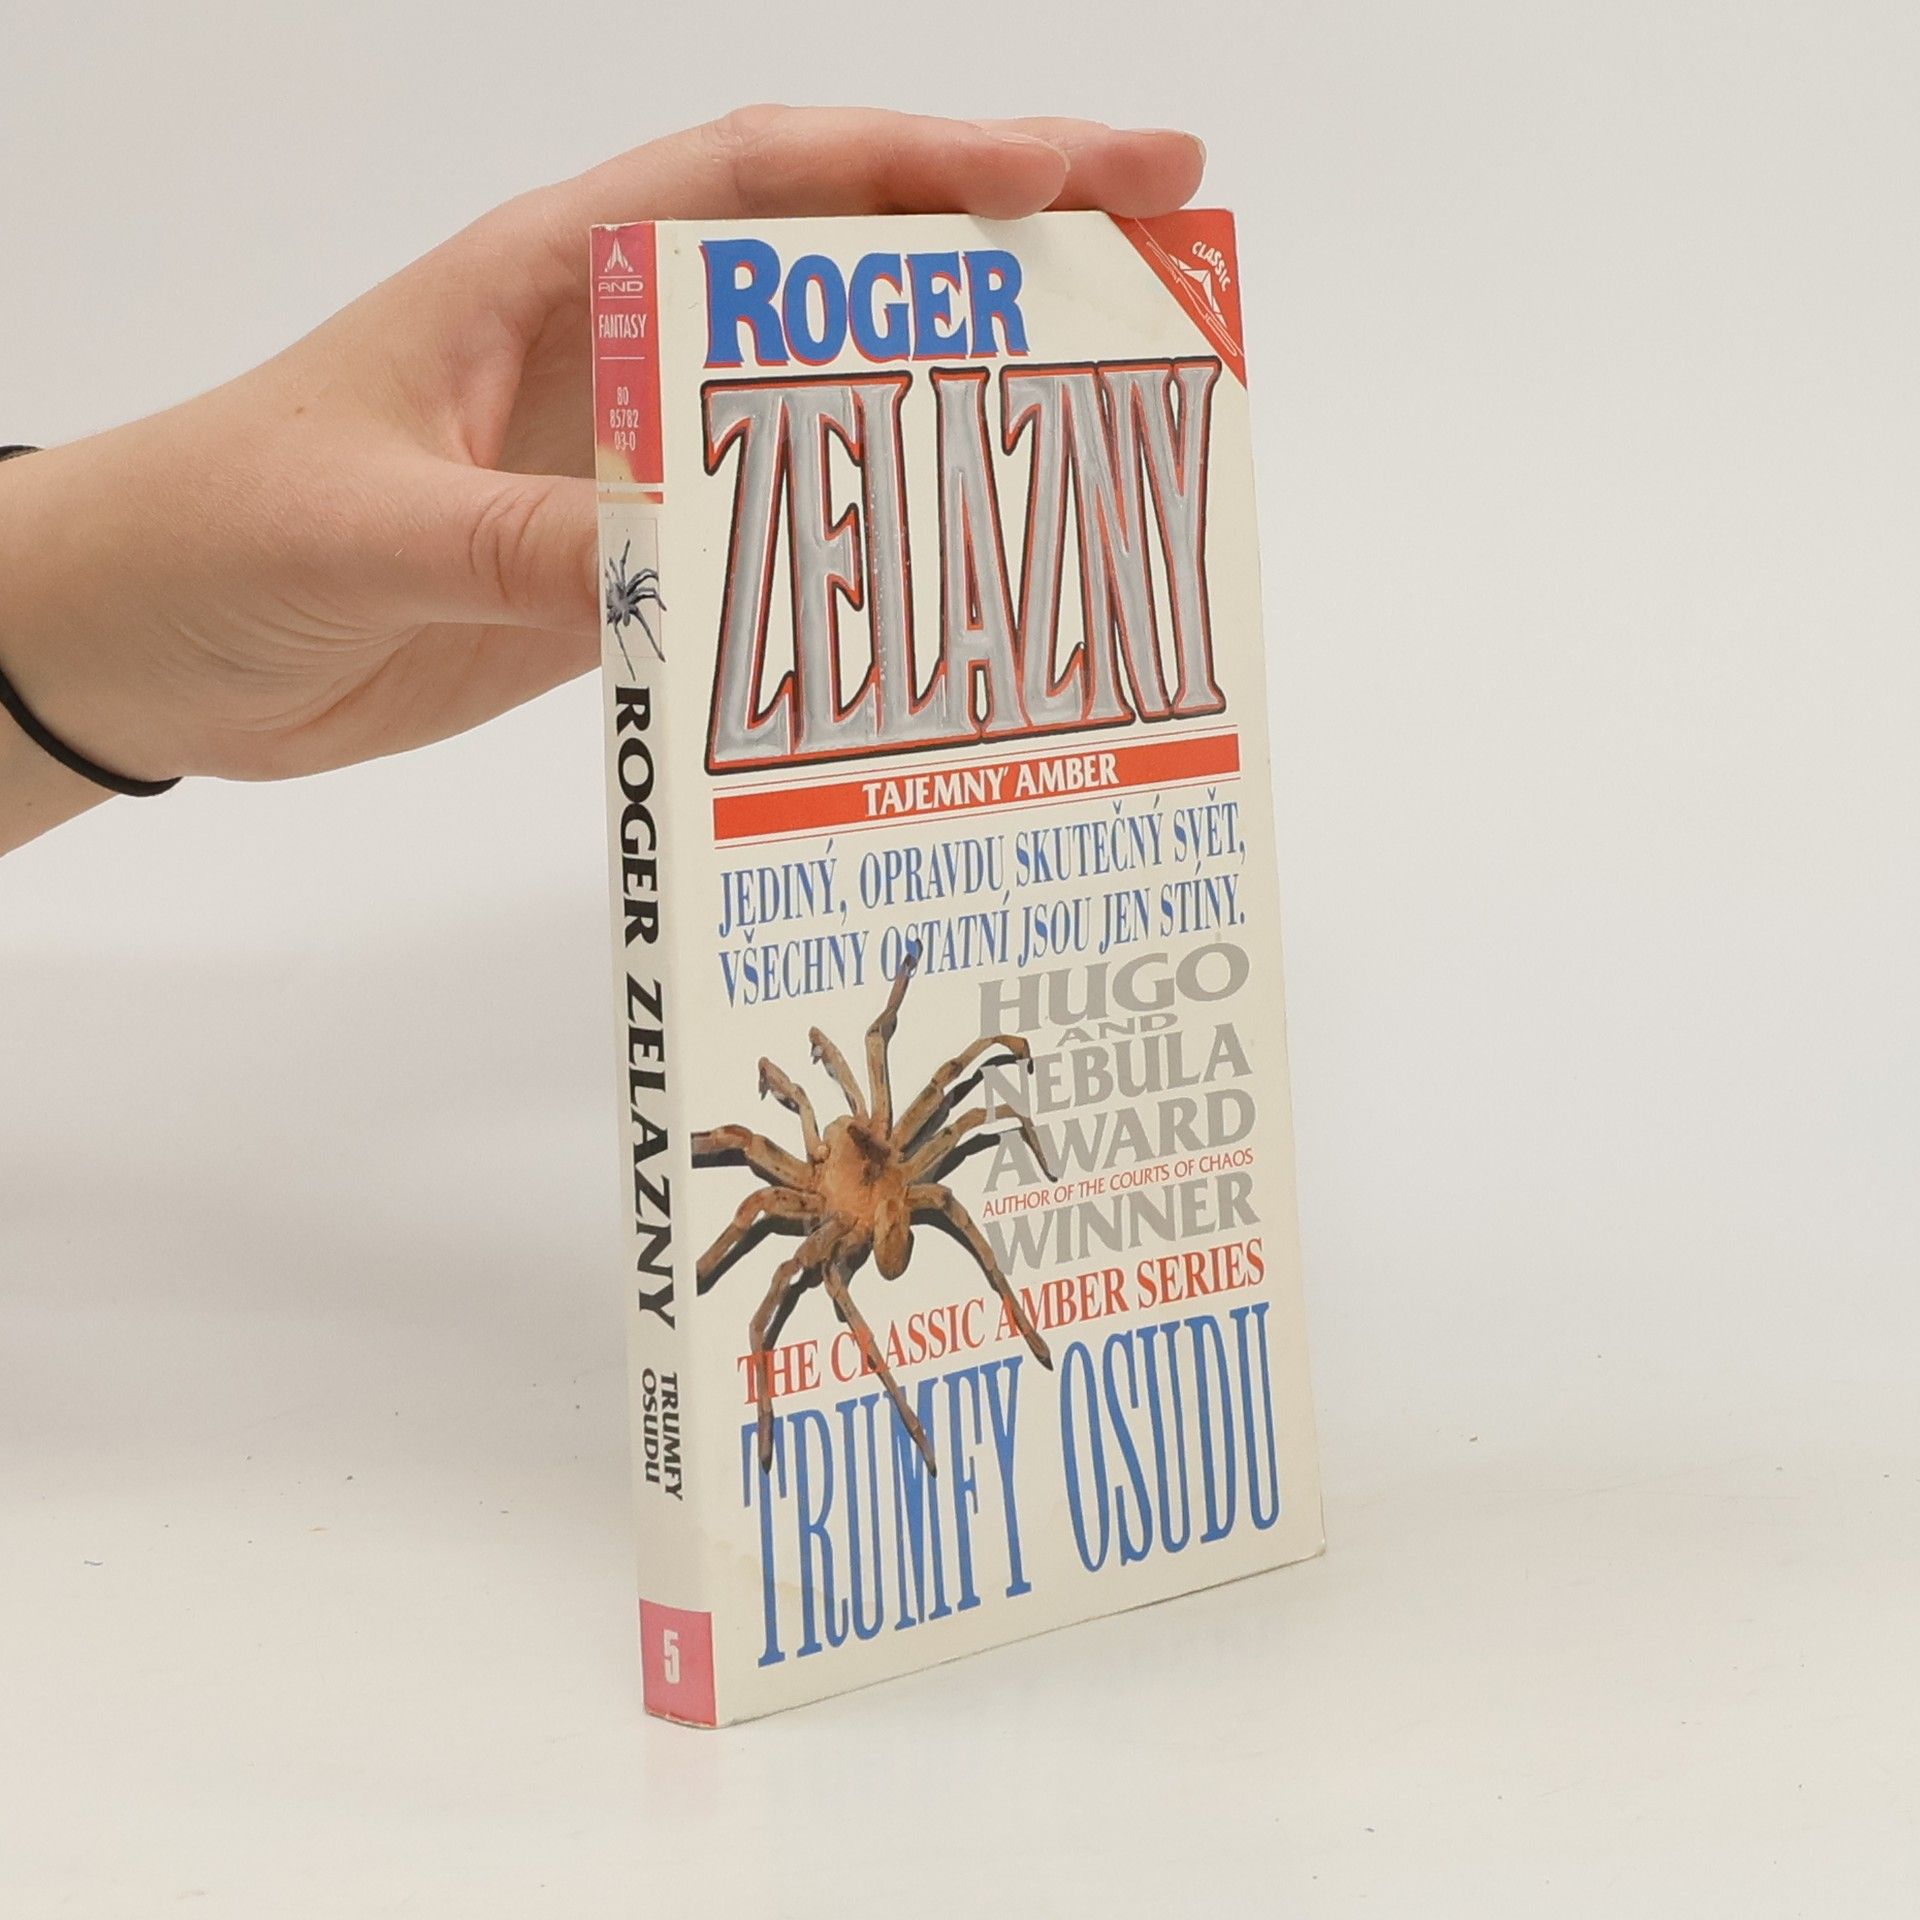 AND
FANTASY
80
85782
03-0
ROGER ZELAZNY
TRUMFY
OSUDU
5
CLASSIC
ROGER
ZELAZNY
TAJEMNÝ AMBER
JEDINÝ, OPRAVDU SKUTEČNÝ SVĚT,
VŠECHNY OSTATNÍ JSOU JEN STÍNY.
HUGO
AND
NEBULA
AWARD
AUTHOR OF THE COURTS OF CHAOS
WINNER
THE CLASSIC AMBER SERIES
TRUMFY OSUDU